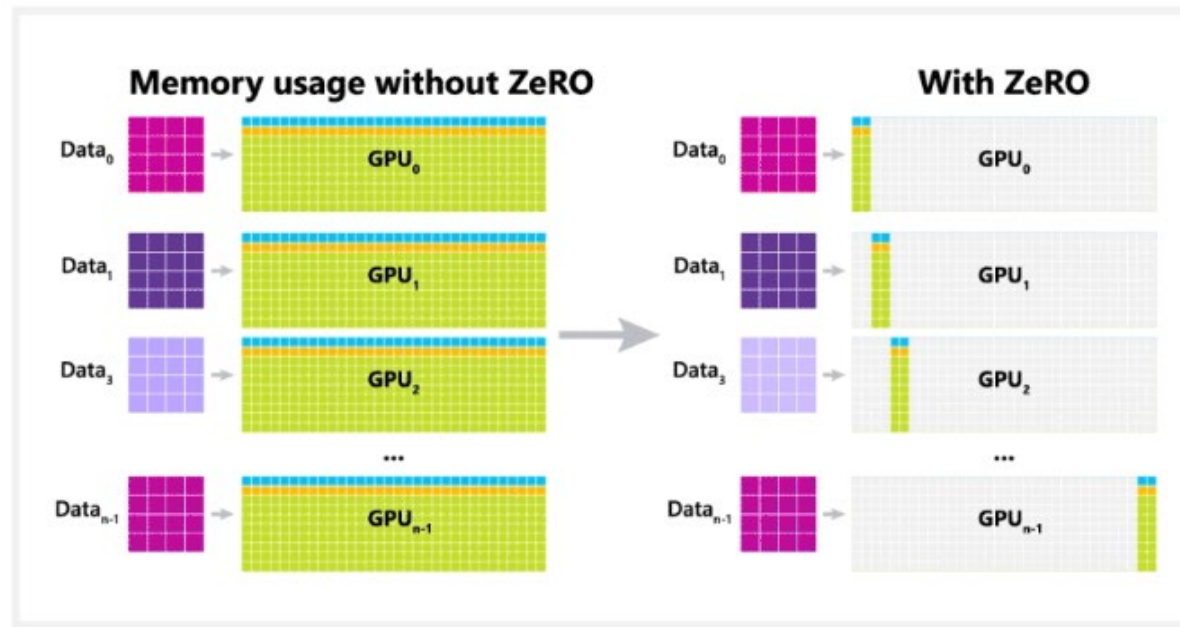 Memory usage without ZeRO
With ZeRO
Data₀
GPU₀
Data₀
GPU₀
Data₁
GPU₁
Data₁
GPU₁
Data₃
GPU₂
Data₃
GPU₂
...
...
Dataₙ₋₁
GPUₙ₋₁
Dataₙ₋₁
GPUₙ₋₁